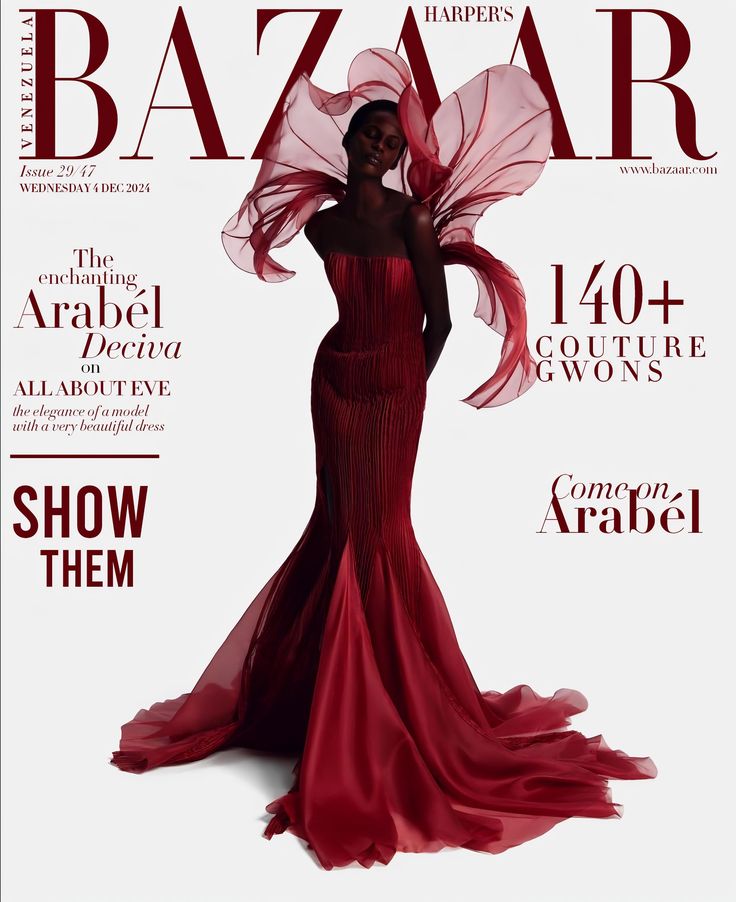 HARPER'S
BAZAAR
VENEZUELA
Issue 29/47
WEDNESDAY 4 DEC 2024
www.bazaar.com
The
enchanting
Arabél
Deciva
on
ALL ABOUT EVE
the elegance of a model
with a very beautiful dress
SHOW
THEM
140+
COUTURE
GWONS
Come on
Arabél